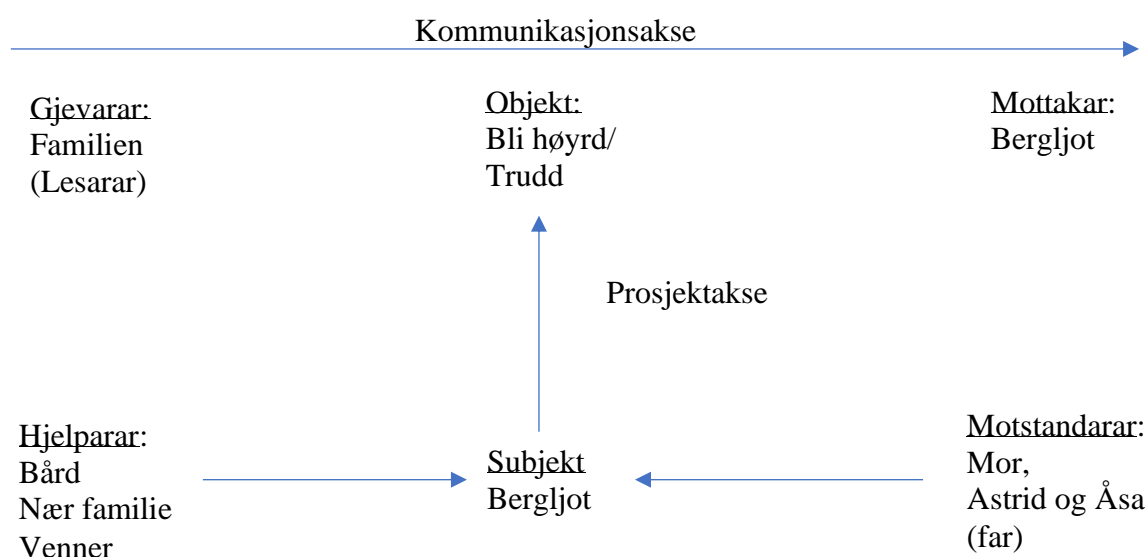 Kommunikasjonsakse
Gjevarar:
Familien
(Lesarar)
Objekt:
Bli høyrd/
Trudd
Mottakar:
Bergljot
Prosjektakse
Hjelparar:
Bård
Nær familie
Venner
Subjekt
Bergljot
Motstandarar:
Mor,
Astrid og Åsa
(far)